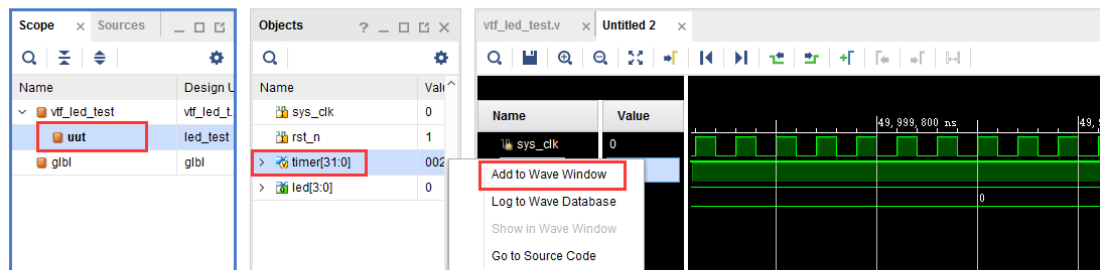 Scope Sources
Name Design U
vtf_led_test vtf_led_t.
uut led_test
glbl glbl
Objects
Name Valu
sys_clk 0
rst_n 1
timer[31:0] 002
led[3:0] 0
vtf_led_test.v Untitled 2
Name Value
sys_clk 0
Add to Wave Window
Log to Wave Database
Show in Wave Window
Go to Source Code
49,999,800 ns 49,
0